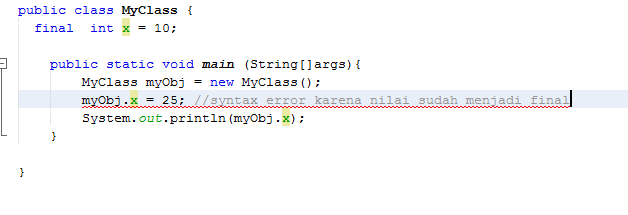 public class MyClass {
final int x = 10;
public static void main (String[]args){
MyClass myObj = new MyClass();
myObj.x = 25; //syntax error karena nilai sudah menjadi final
System.out.println(myObj.x);
}
}